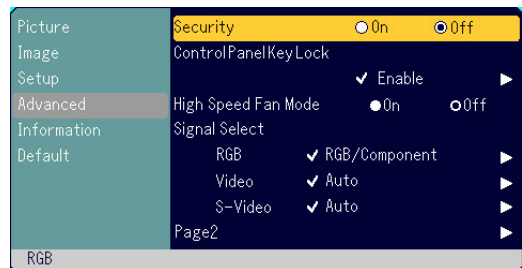 Picture
Image
Setup
Advanced
Information
Default
Security On Off
ControlPanelKeyLock
Enable
High Speed Fan Mode On Off
Signal Select
RGB RGB/Component
Video Auto
S-Video Auto
Page2
RGB